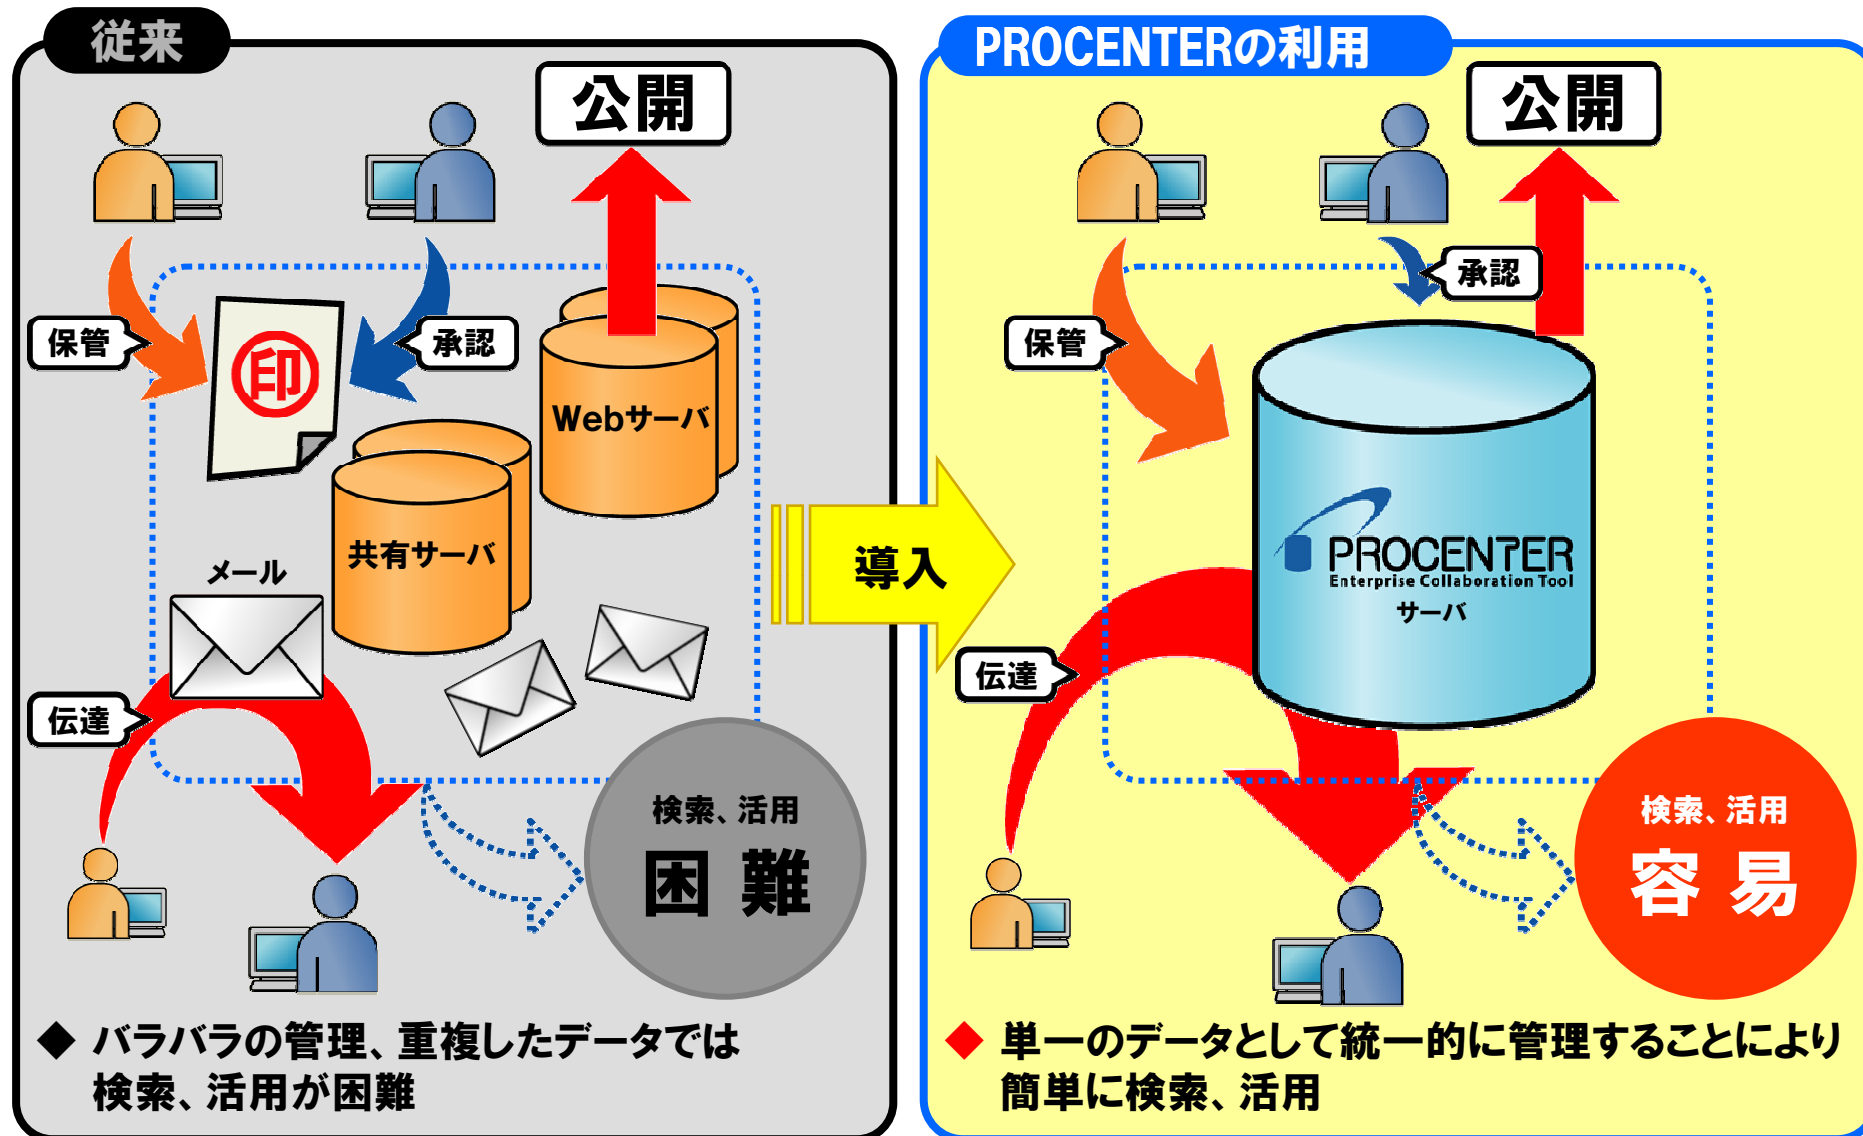 従来
公開
保管
印
承認
Webサーバ
共有サーバ
メール
伝達
検索、活用
困難
◆ バラバラの管理、重複したデータでは
検索、活用が困難
導入
PROCENTERの利用
公開
承認
保管
PROCENTER
Enterprise Collaboration Tool
サーバ
伝達
検索、活用
容易
◆ 単一のデータとして統一的に管理することにより
簡単に検索、活用